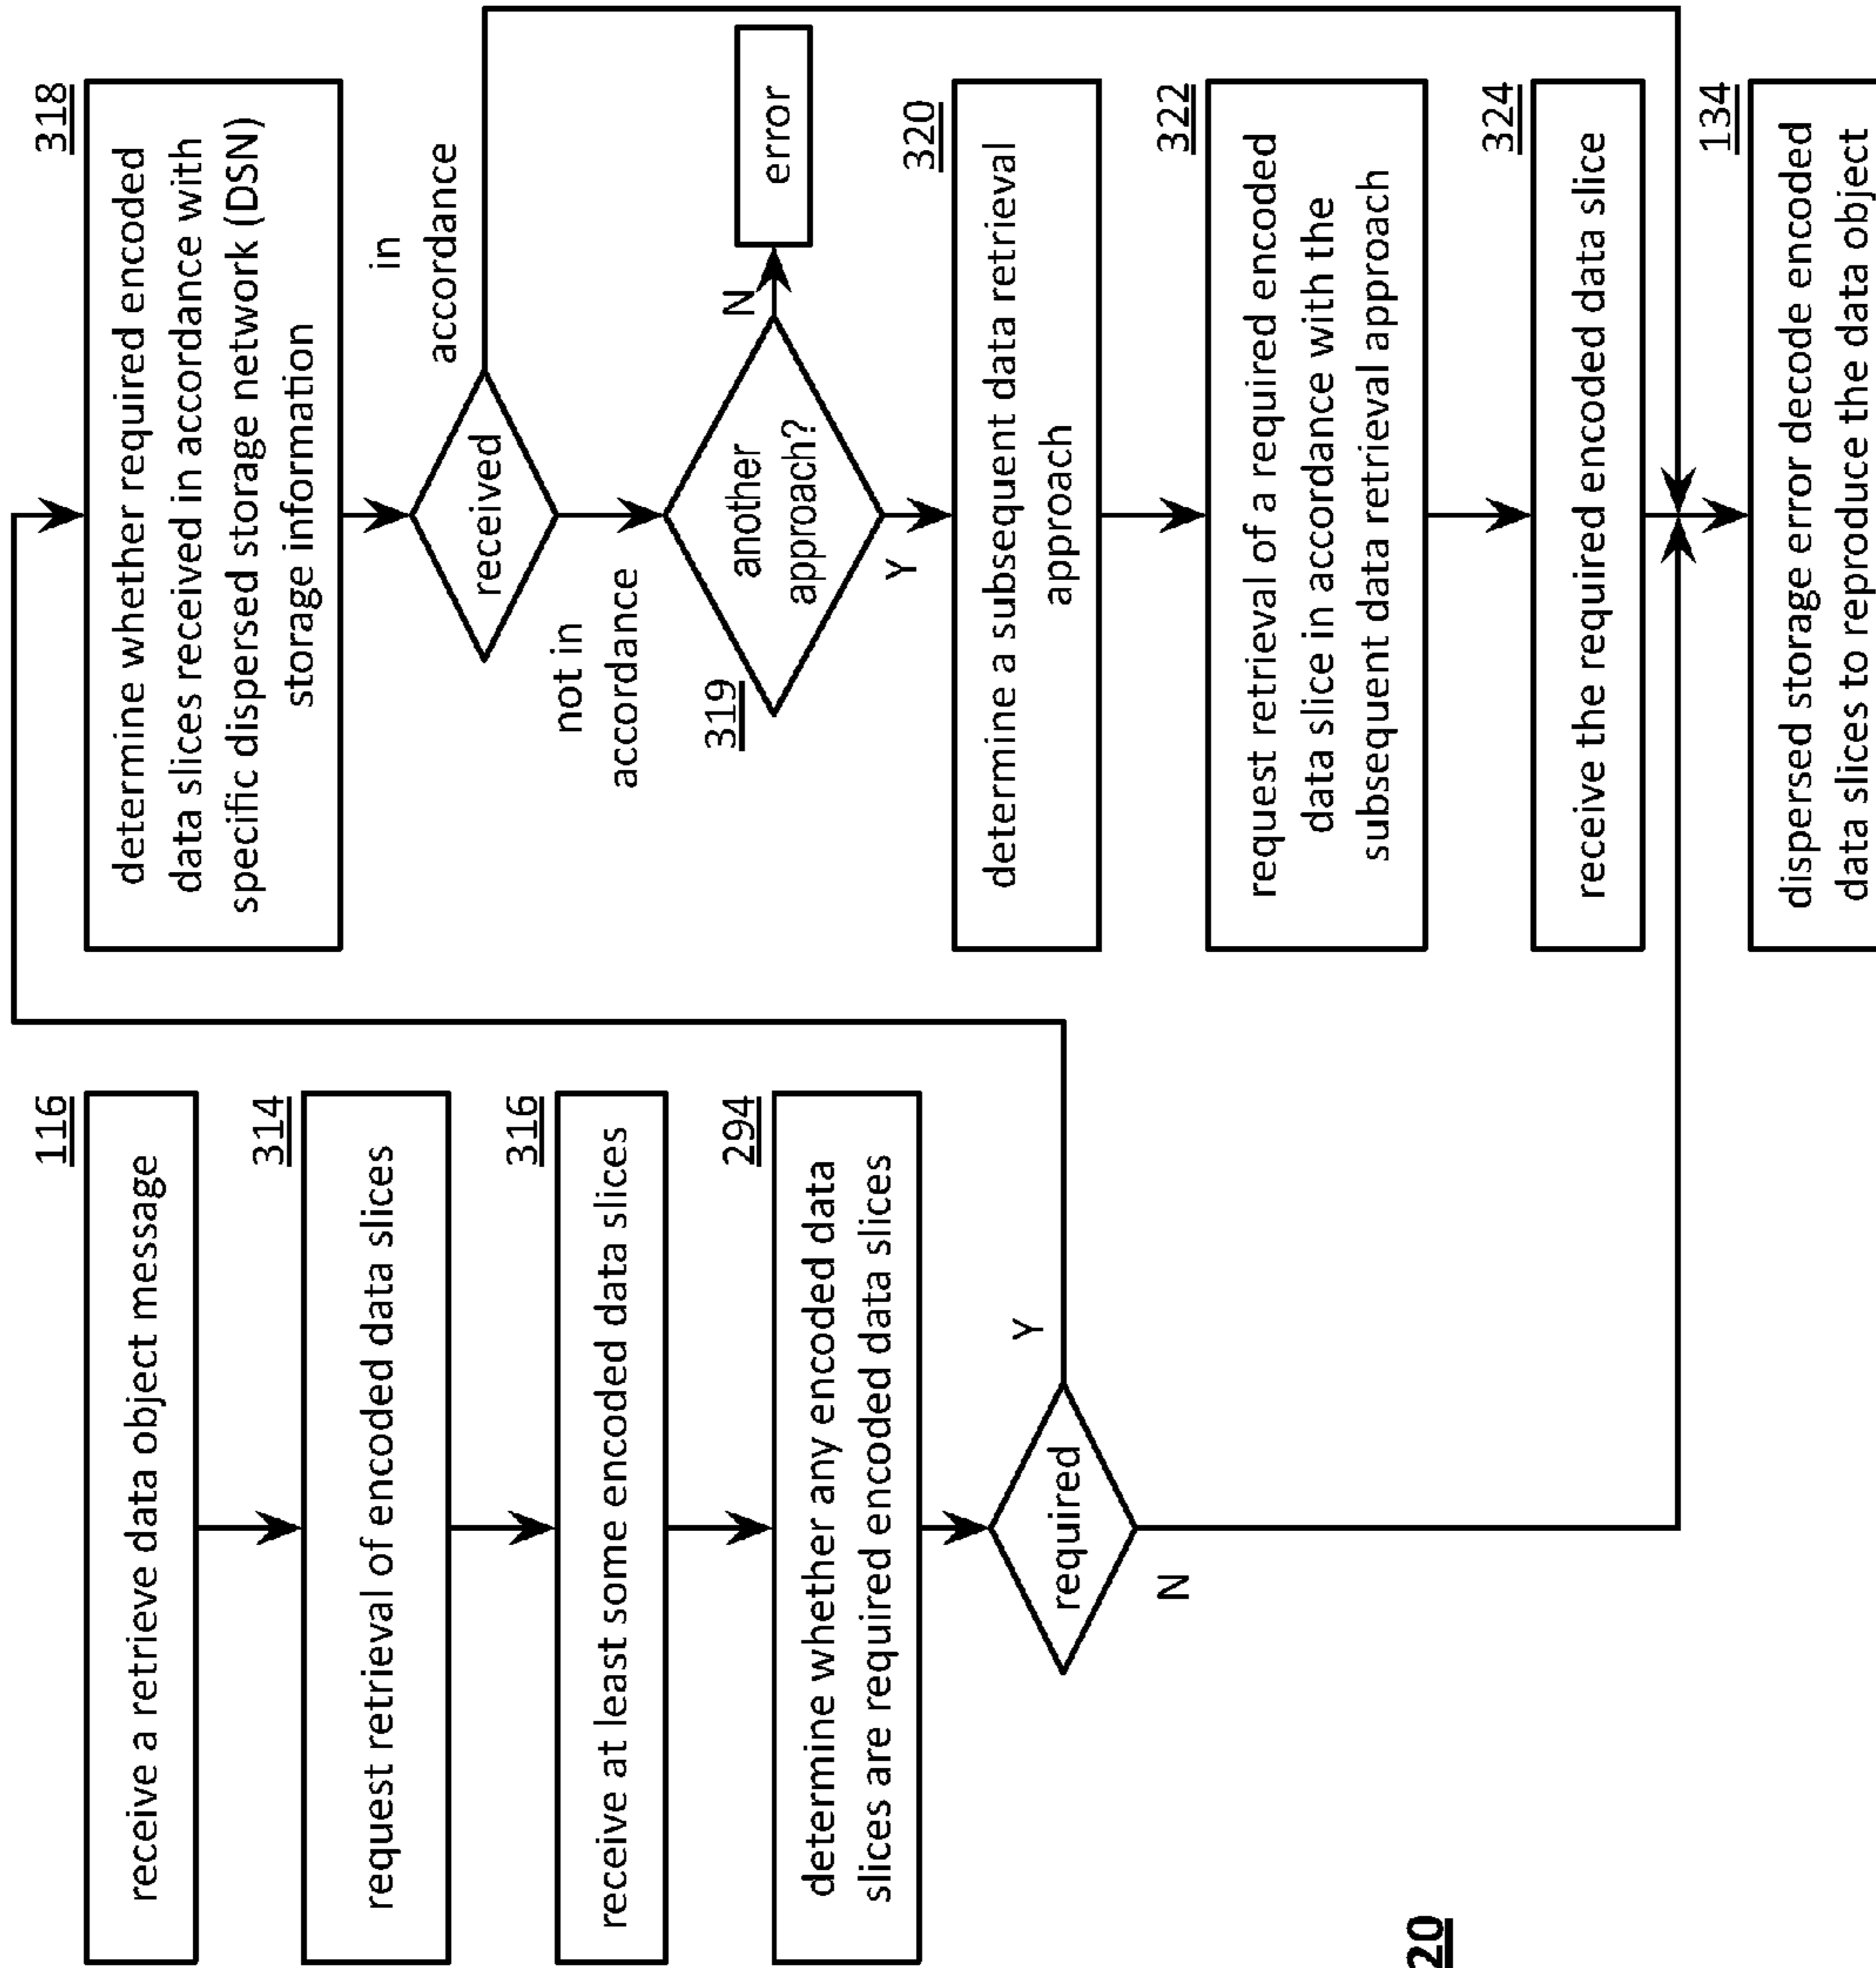 116
receive a retrieve data object message
314
request retrieval of encoded data slices
316
receive at least some encoded data slices
294
determine whether any encoded data
slices are required encoded data slices
required
Y
N
318
determine whether required encoded
data slices received in accordance with
specific dispersed storage network (DSN)
storage information
received
in
accordance
not in
accordance
319
another
approach?
N
error
Y
320
determine a subsequent data retrieval
approach
322
request retrieval of a required encoded
data slice in accordance with the
subsequent data retrieval approach
324
receive the required encoded data slice
134
dispersed storage error decode encoded
data slices to reproduce the data object
20